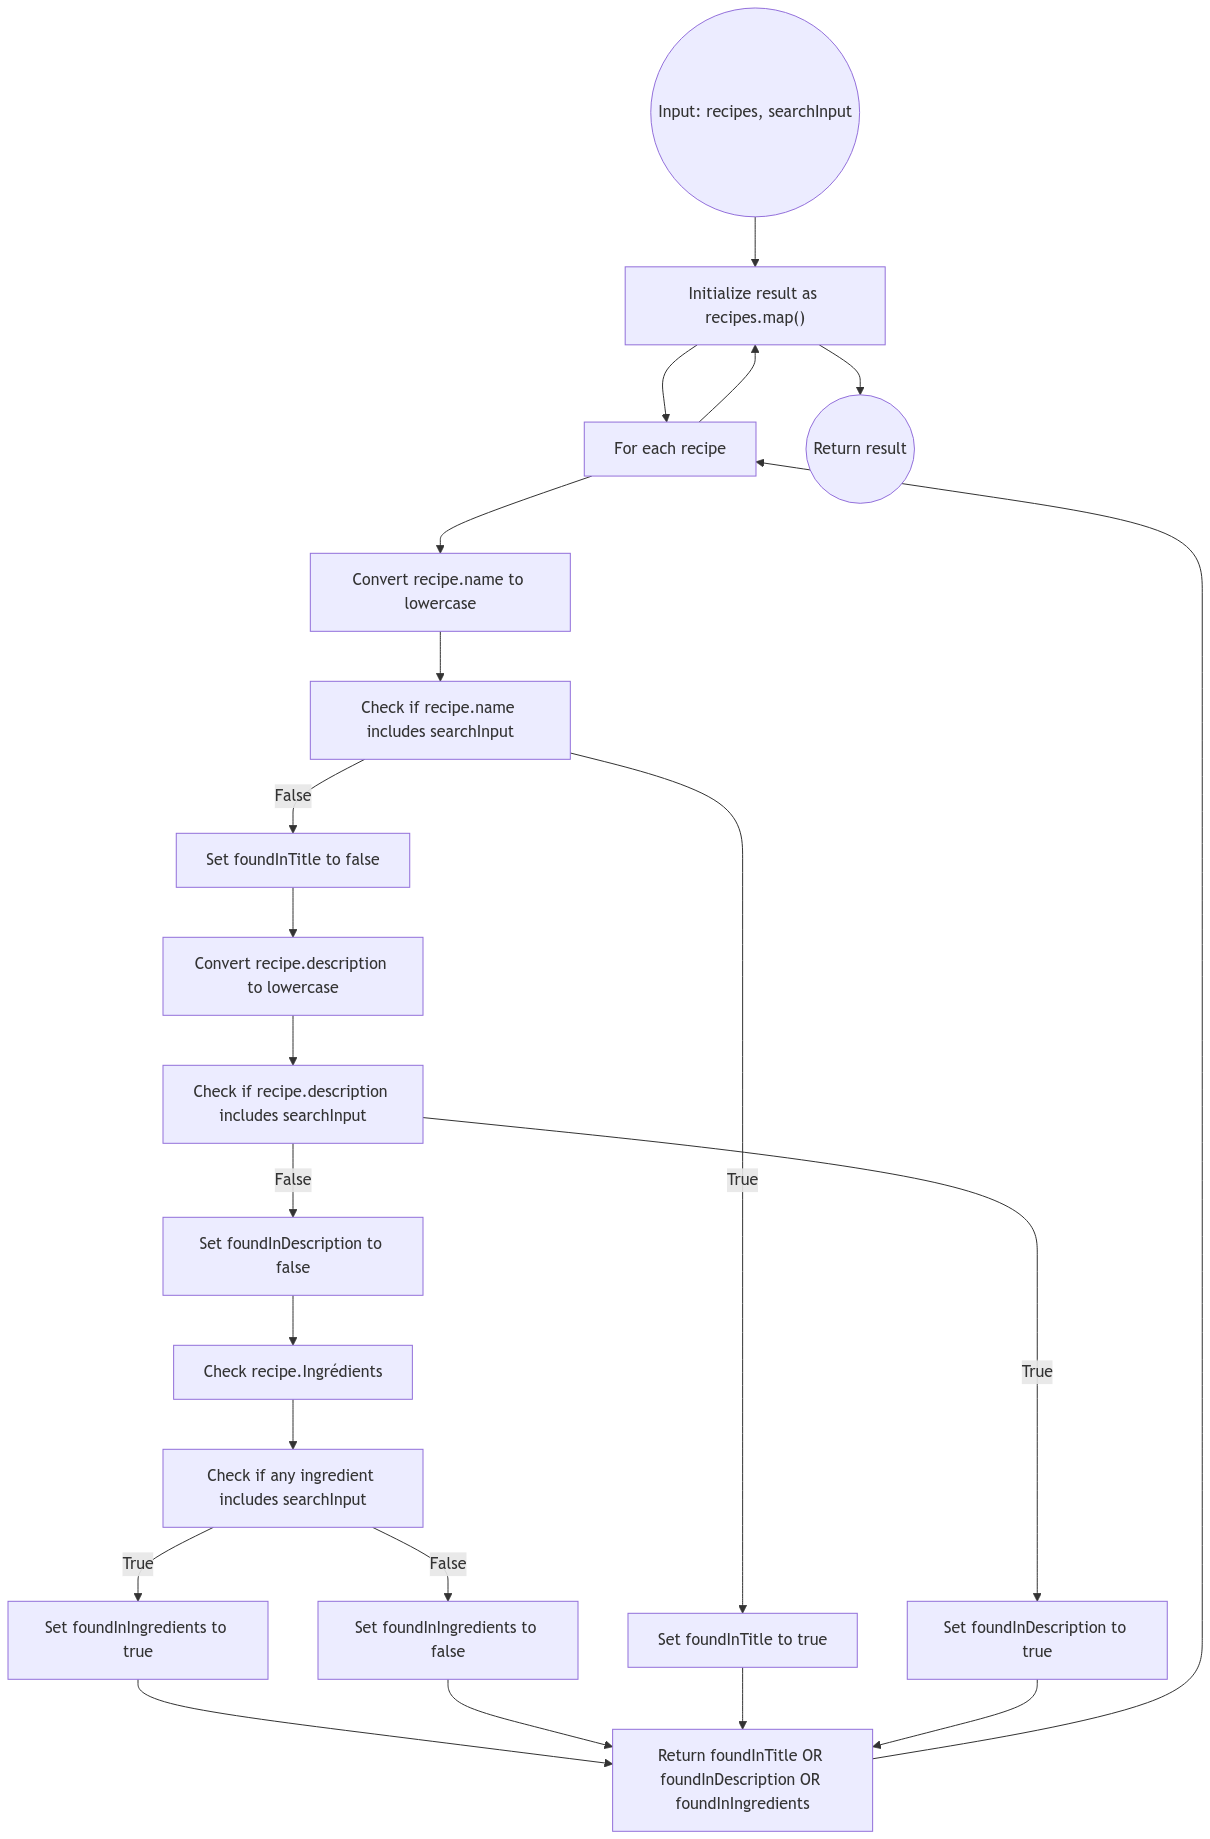 Input: recipes, searchInput
Initialize result as
recipes.map()
For each recipe
Return result
Convert recipe.name to
lowercase
Check if recipe.name
includes searchInput
False
Set foundInTitle to false
Convert recipe.description
to lowercase
Check if recipe.description
includes searchInput
False
True
Set foundInDescription to
false
Check recipe.Ingrédients
True
Check if any ingredient
includes searchInput
True
False
Set foundInIngredients to
true
Set foundInIngredients to
false
Set foundInTitle to true
Set foundInDescription to
true
Return foundInTitle OR
foundInDescription OR
foundInIngredients